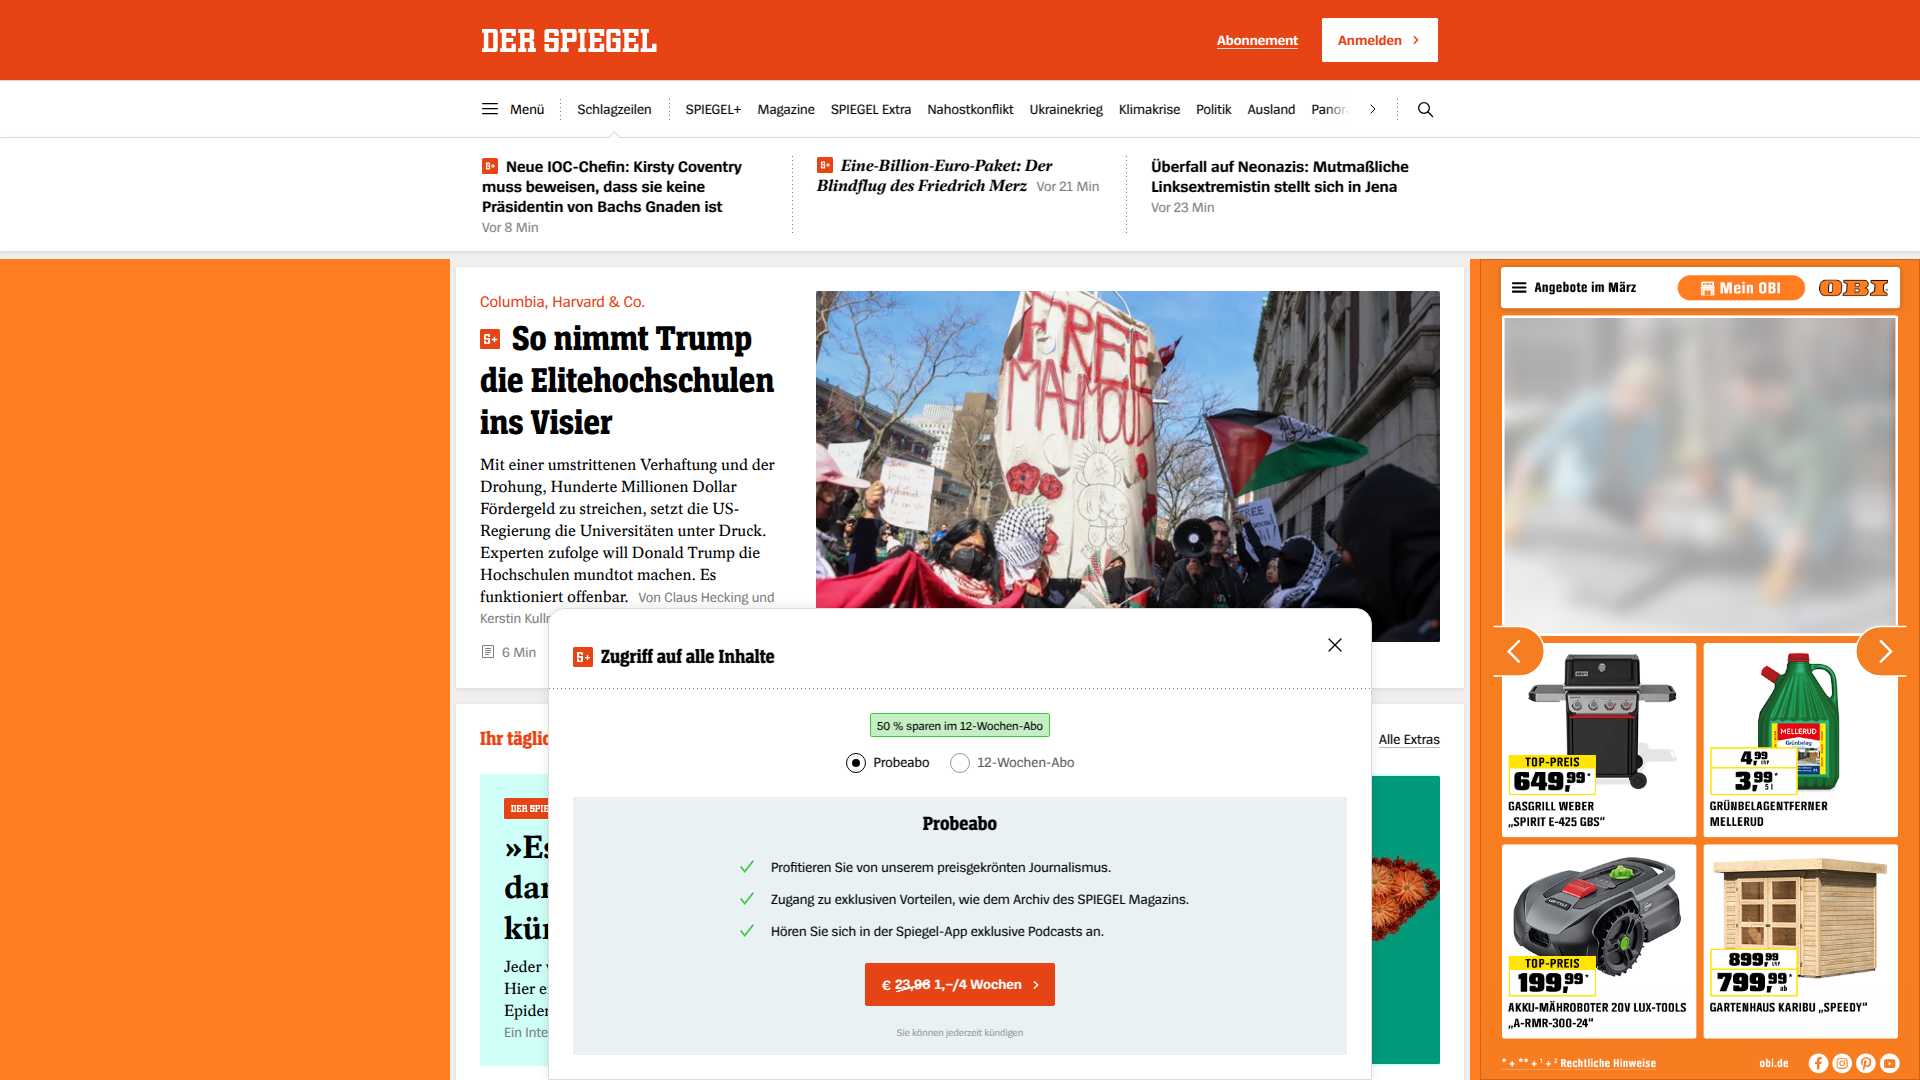 DER SPIEGEL
Abonnement
Anmelden
Menü
Schlagzeilen
SPIEGEL+
Magazine
SPIEGEL Extra
Nahostkonflikt
Ukrainekrieg
Klimakrise
Politik
Ausland
Neue IOC-Chefin: Kirsty Coventry
muss beweisen, dass sie keine
Präsidentin von Bachs Gnaden ist
Vor 8 Min
Eine-Billion-Euro-Paket: Der
Blindflug des Friedrich Merz Vor 21 Min
Überfall auf Neonazis: Mutmaßliche
Linksextremistin stellt sich in Jena
Vor 23 Min
Columbia, Harvard & Co.
S+ So nimmt Trump
die Elitehochschulen
ins Visier
Mit einer umstrittenen Verhaftung und der
Drohung, Hunderte Millionen Dollar
Fördergeld zu streichen, setzt die US-
Regierung die Universitäten unter Druck.
Experten zufolge will Donald Trump die
Hochschulen mundtot machen. Es
funktioniert offenbar. Von Claus Hecking und
Kerstin
6 Min
FREE
MAHMOUD
FREE
Angebote im März
Mein OBI
OBI
TOP-PREIS
649,99*
GASGRILL WEBER
„SPIRIT E-425 GBS“
MELLERUD
Grünbelag
4,99
3,99*
5 l
GRÜNBELAGENTFERNER
MELLERUD
TOP-PREIS
199,99*
AKKU-MÄHROBOTER 20V LUX-TOOLS
„A-RMR-300-24“
899,99
799,99*
ab
GARTENHAUS KARIBU „SPEEDY“
* + ** + ¹ + ² Rechtliche Hinweise
obi.de
Ihr
Alle Extras
DER
»Es
kür
Jeder
Hier
Ein
S+ Zugriff auf alle Inhalte
50 % sparen im 12-Wochen-Abo
Probeabo
12-Wochen-Abo
Probeabo
Profitieren Sie von unserem preisgekrönten Journalismus.
Zugang zu exklusiven Vorteilen, wie dem Archiv des SPIEGEL Magazins.
Hören Sie sich in der Spiegel-App exklusive Podcasts an.
€ 23,96 1,–/4 Wochen
Sie können jederzeit kündigen